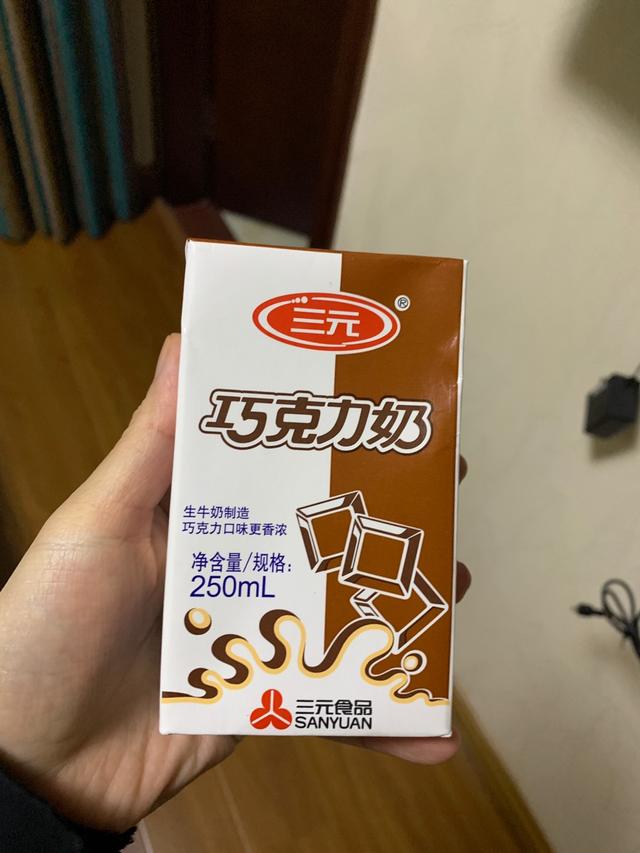 三元®
巧克力奶
生牛奶制造
巧克力口味更香浓
净含量/规格:
250mL
三元食品
SANYUAN